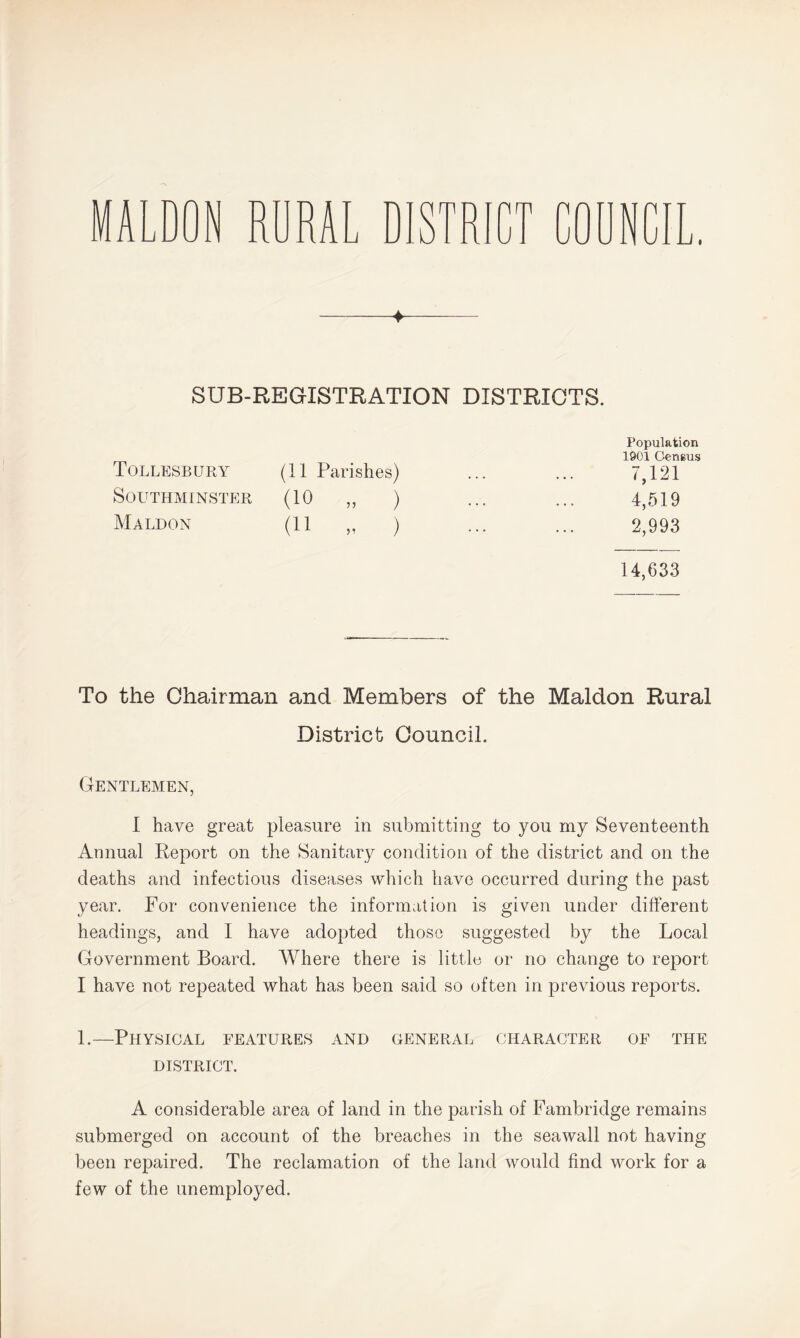 MALDON RURAL DISTRICT COUNCIL.
SUB-REGISTRATION DISTRICTS.
Population
1901 Census
TOLLESBURY (11 Parishes) ... ... 7,121
SOUTHMINSTER (10 „ ) ... ... 4,519
MALDON (11 „ ) ... ... 2,993
14,633
To the Chairman and Members of the Maldon Rural
District Council.
GENTLEMEN,
I have great pleasure in submitting to you my Seventeenth
Annual Report on the Sanitary condition of the district and on the
deaths and infectious diseases which have occurred during the past
year. For convenience the information is given under different
headings, and I have adopted those suggested by the Local
Government Board. Where there is little or no change to report
I have not repeated what has been said so often in previous reports.
1.—PHYSICAL FEATURES AND GENERAL CHARACTER OF THE
DISTRICT.
A considerable area of land in the parish of Fambridge remains
submerged on account of the breaches in the seawall not having
been repaired. The reclamation of the land would find work for a
few of the unemployed.